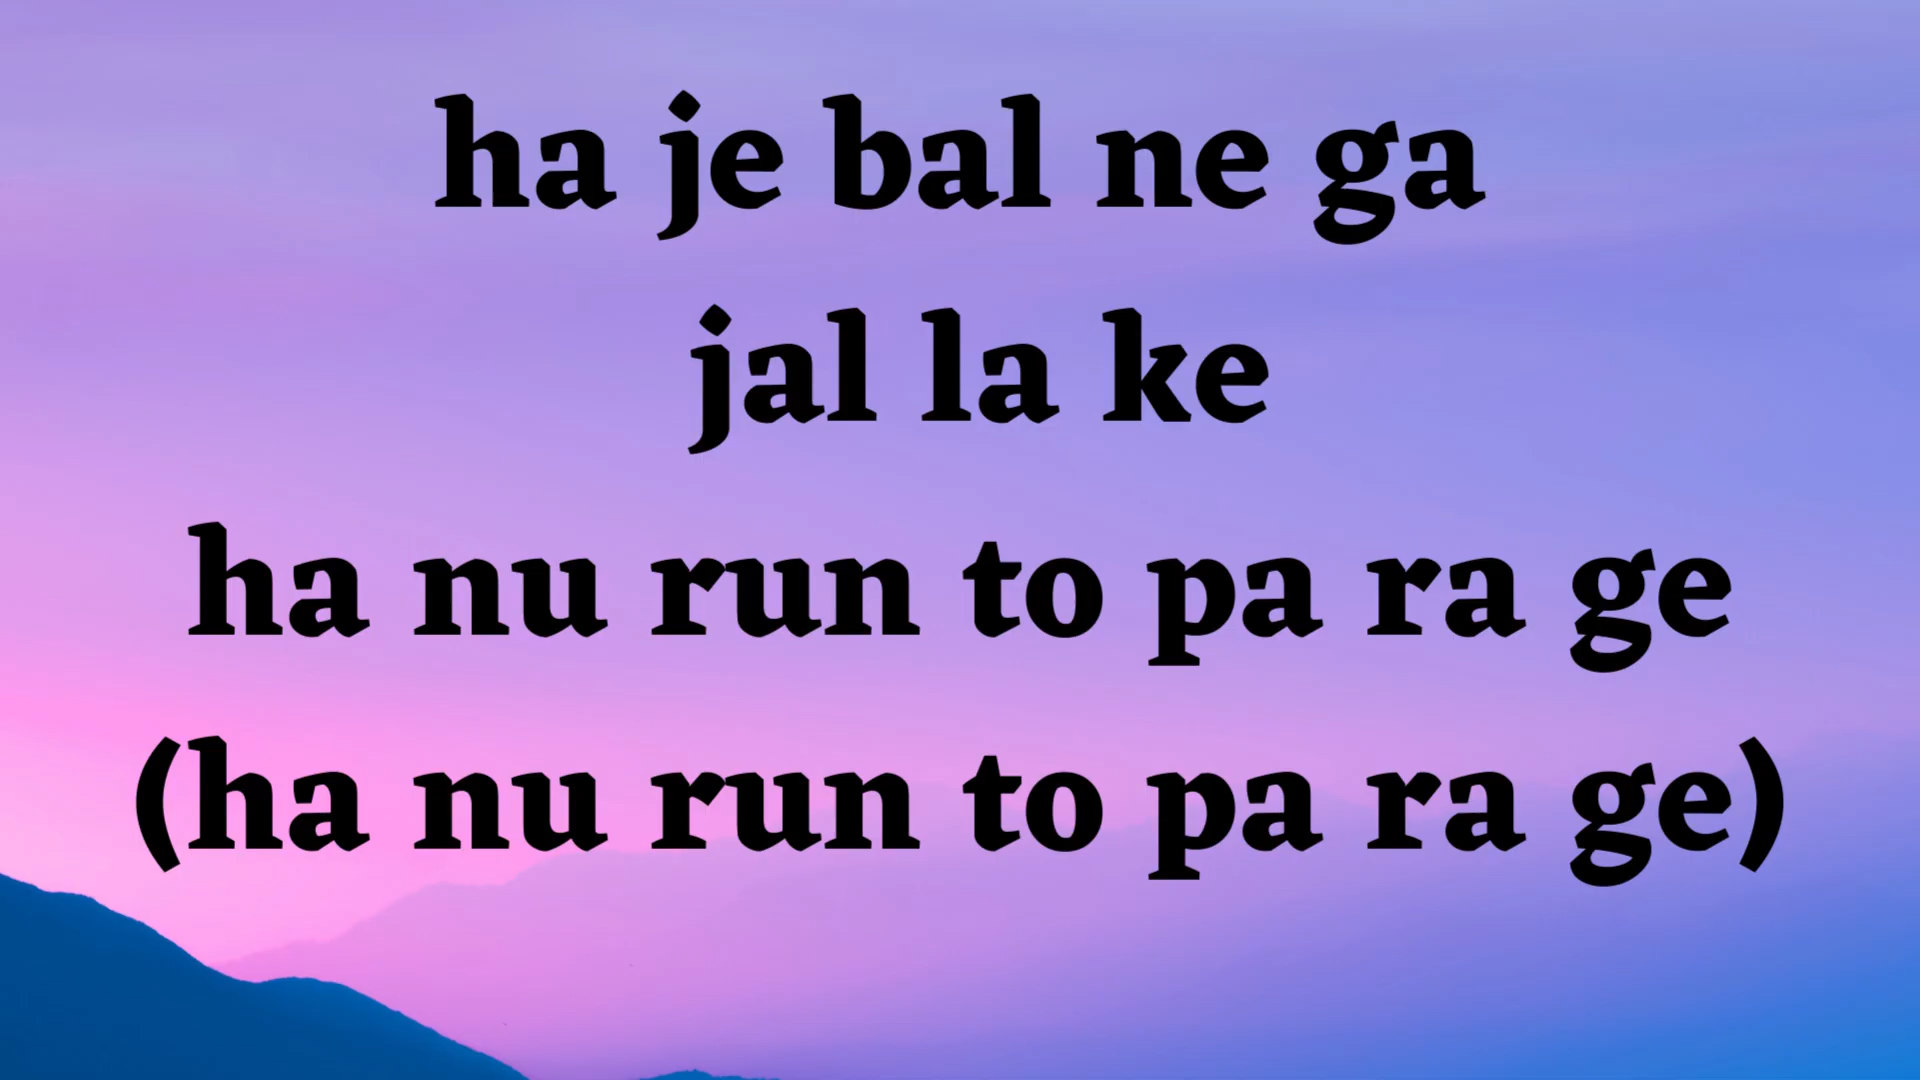 ha je bal ne ga
jal la ke
ha nu run to pa ra ge
(ha nu run to pa ra ge)